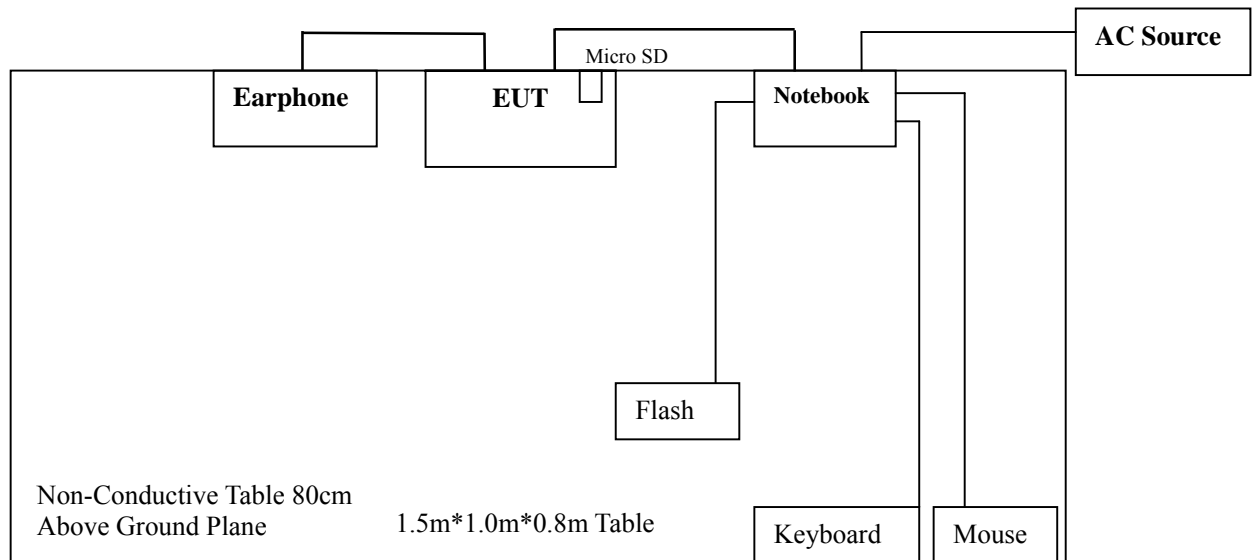 AC Source
Micro SD
Earphone
EUT
Notebook
Flash
Non-Conductive Table 80cm
Above Ground Plane
1.5m*1.0m*0.8m Table
Keyboard
Mouse